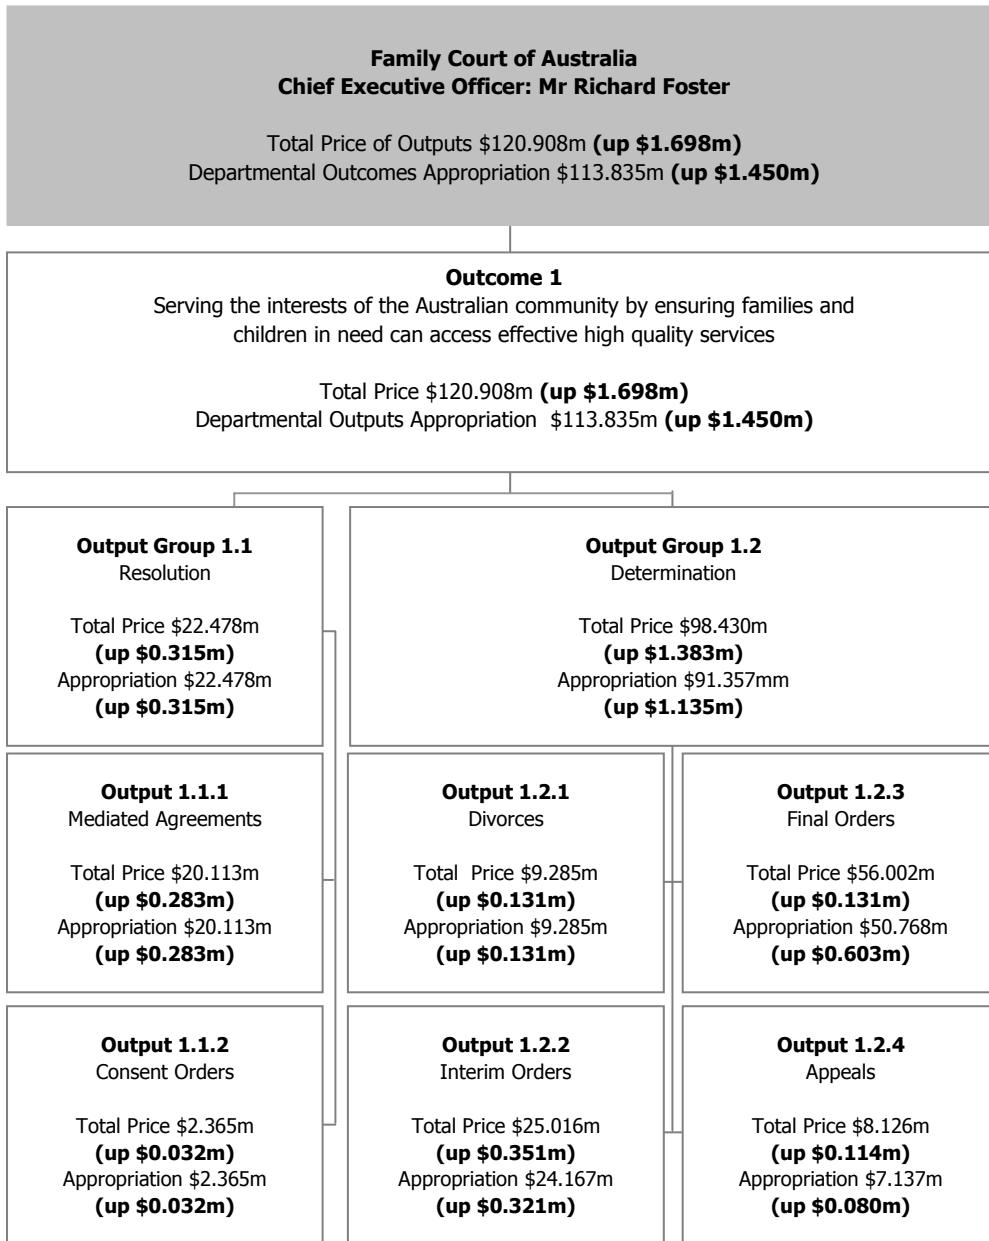 Family Court of Australia
Chief Executive Officer: Mr Richard Foster
Total Price of Outputs $120.908m (up $1.698m)
Departmental Outcomes Appropriation $113.835m (up $1.450m)
Outcome 1
Serving the interests of the Australian community by ensuring families and
children in need can access effective high quality services
Total Price $120.908m (up $1.698m)
Departmental Outputs Appropriation $113.835m (up $1.450m)
Output Group 1.1
Resolution
Total Price $22.478m
(up $0.315m)
Appropriation $22.478m
(up $0.315m)
Output Group 1.2
Determination
Total Price $98.430m
(up $1.383m)
Appropriation $91.357mm
(up $1.135m)
Output 1.1.1
Mediated Agreements
Total Price $20.113m
(up $0.283m)
Appropriation $20.113m
(up $0.283m)
Output 1.2.1
Divorces
Total Price $9.285m
(up $0.131m)
Appropriation $9.285m
(up $0.131m)
Output 1.2.3
Final Orders
Total Price $56.002m
(up $0.131m)
Appropriation $50.768m
(up $0.603m)
Output 1.1.2
Consent Orders
Total Price $2.365m
(up $0.032m)
Appropriation $2.365m
(up $0.032m)
Output 1.2.2
Interim Orders
Total Price $25.016m
(up $0.351m)
Appropriation $24.167m
(up $0.321m)
Output 1.2.4
Appeals
Total Price $8.126m
(up $0.114m)
Appropriation $7.137m
(up $0.080m)